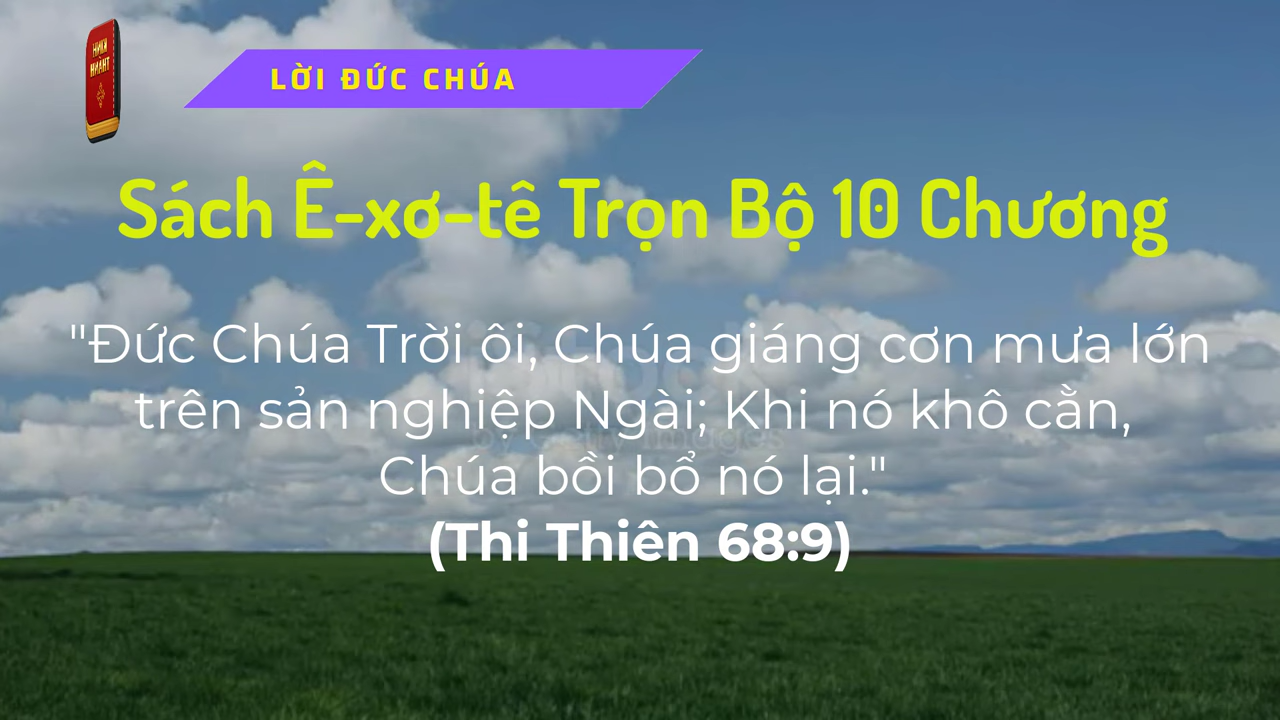 LỜI ĐỨC CHÚA
Sách Ê-xơ-tê Trọn Bộ 10 Chương
"Đức Chúa Trời ôi, Chúa giáng cơn mưa lớn
trên sản nghiệp Ngài; Khi nó khô cằn,
Chúa bồi bổ nó lại."
(Thi Thiên 68:9)